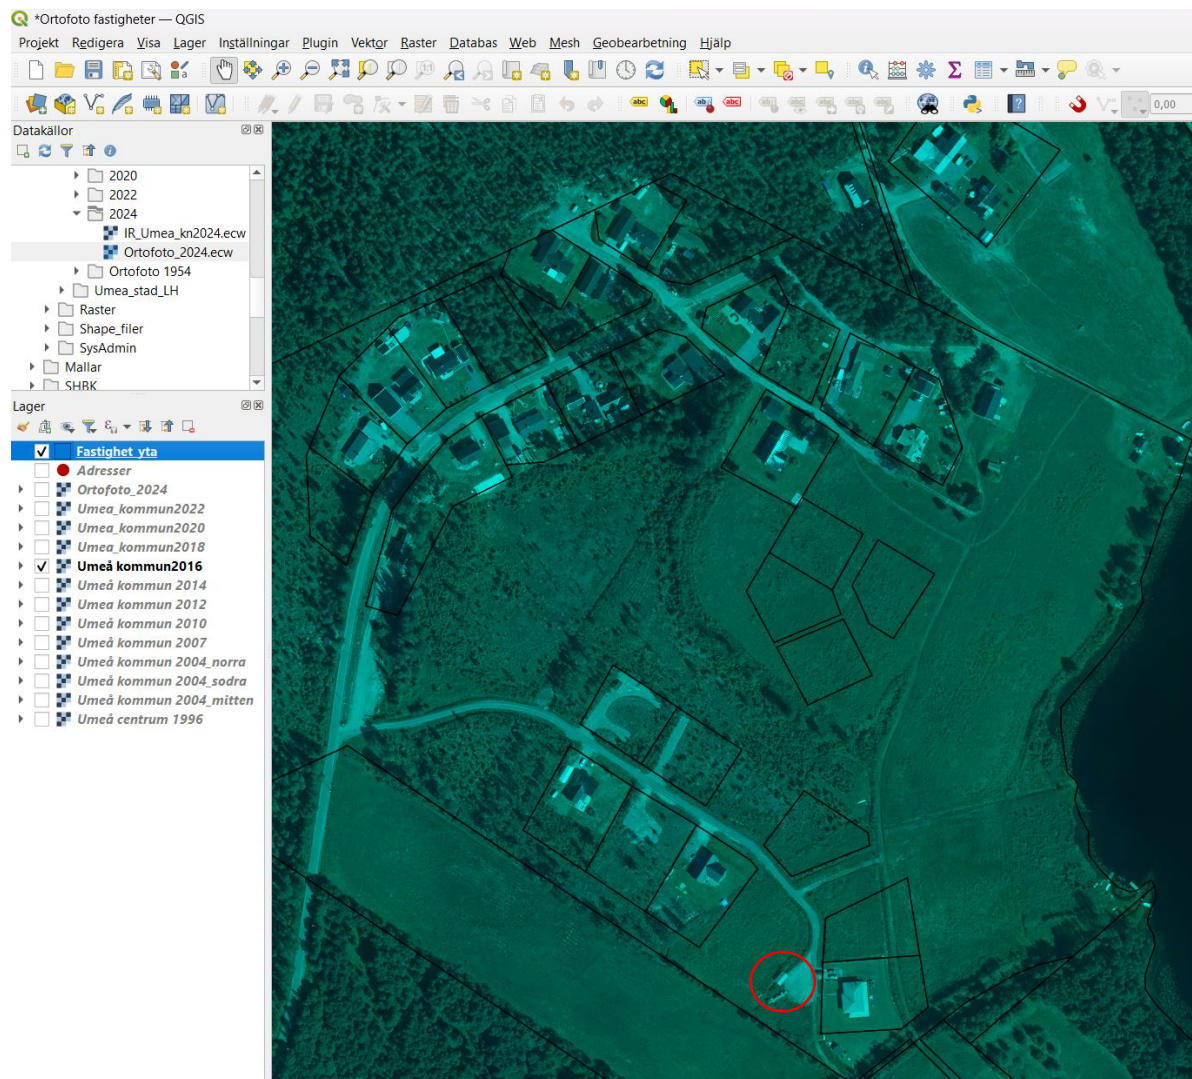 *Ortofoto fastigheter — QGIS
Projekt Redigera Visa Lager Inställningar Plugin Vektor Raster Databas Web Mesh Geobearbetning Hjälp
abc abc abc
0,00
Datakällor
2020
2022
2024
IR_Umea_kn2024.ecw
Ortofoto_2024.ecw
Ortofoto 1954
Umea_stad_LH
Raster
Shape_filer
SysAdmin
Mallar
SHBK
Lager
Fastighet_yta
Adresser
Ortofoto_2024
Umea_kommun2022
Umea_kommun2020
Umea_kommun2018
Umeå kommun2016
Umeå kommun 2014
Umea kommun 2012
Umeå kommun 2010
Umeå kommun 2007
Umeå kommun 2004_norra
Umeå kommun 2004_sodra
Umeå kommun 2004_mitten
Umeå centrum 1996